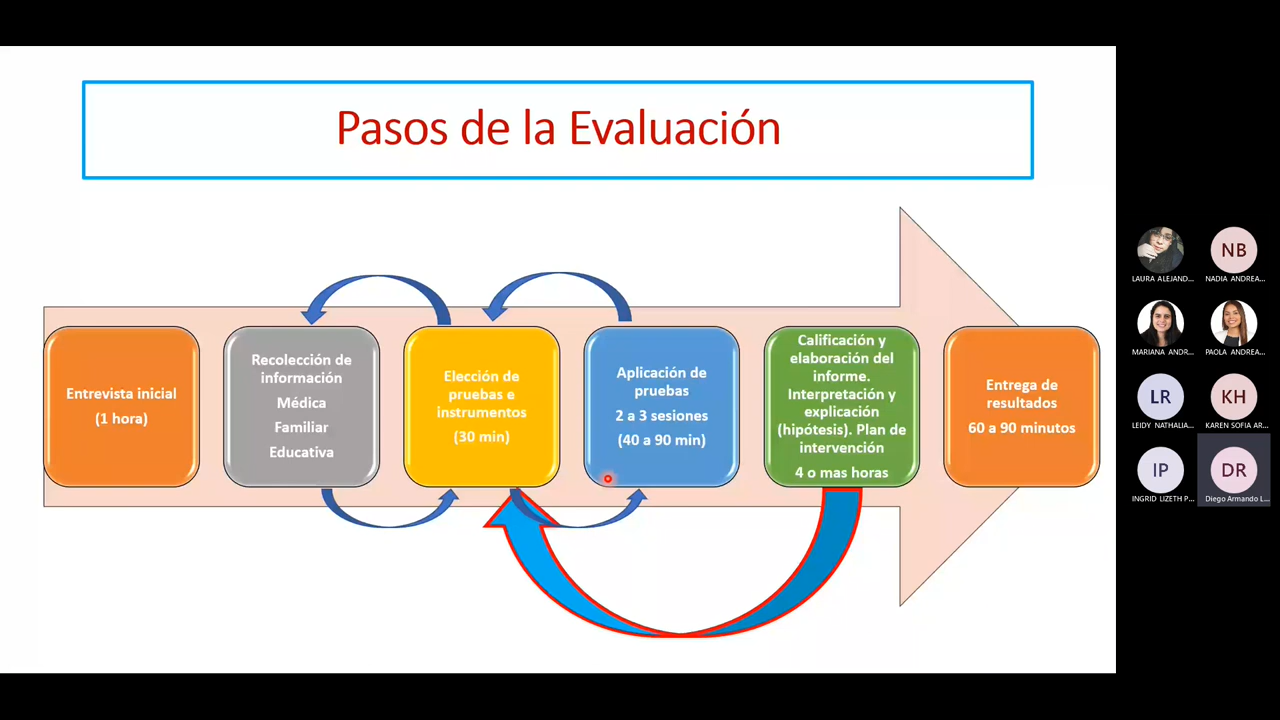 Pasos de la Evaluación
Entrevista inicial
(1 hora)
Recolección de
información
Médica
Familiar
Educativa
Elección de
pruebas e
instrumentos
(30 min)
Aplicación de
pruebas
2 a 3 sesiones
(40 a 90 min)
Calificación y
elaboración del
informe.
Interpretación y
explicación
(hipótesis). Plan de
intervención
4 o mas horas
Entrega de
resultados
60 a 90 minutos
LAURA ALEJAND...
NB
NADIA ANDREA...
MARIANA ANDR...
PAOLA ANDREA...
LR
LEIDY NATHALIA...
KH
KAREN SOFIA AR...
IP
INGRID LIZETH P...
DR
Diego Armando L...